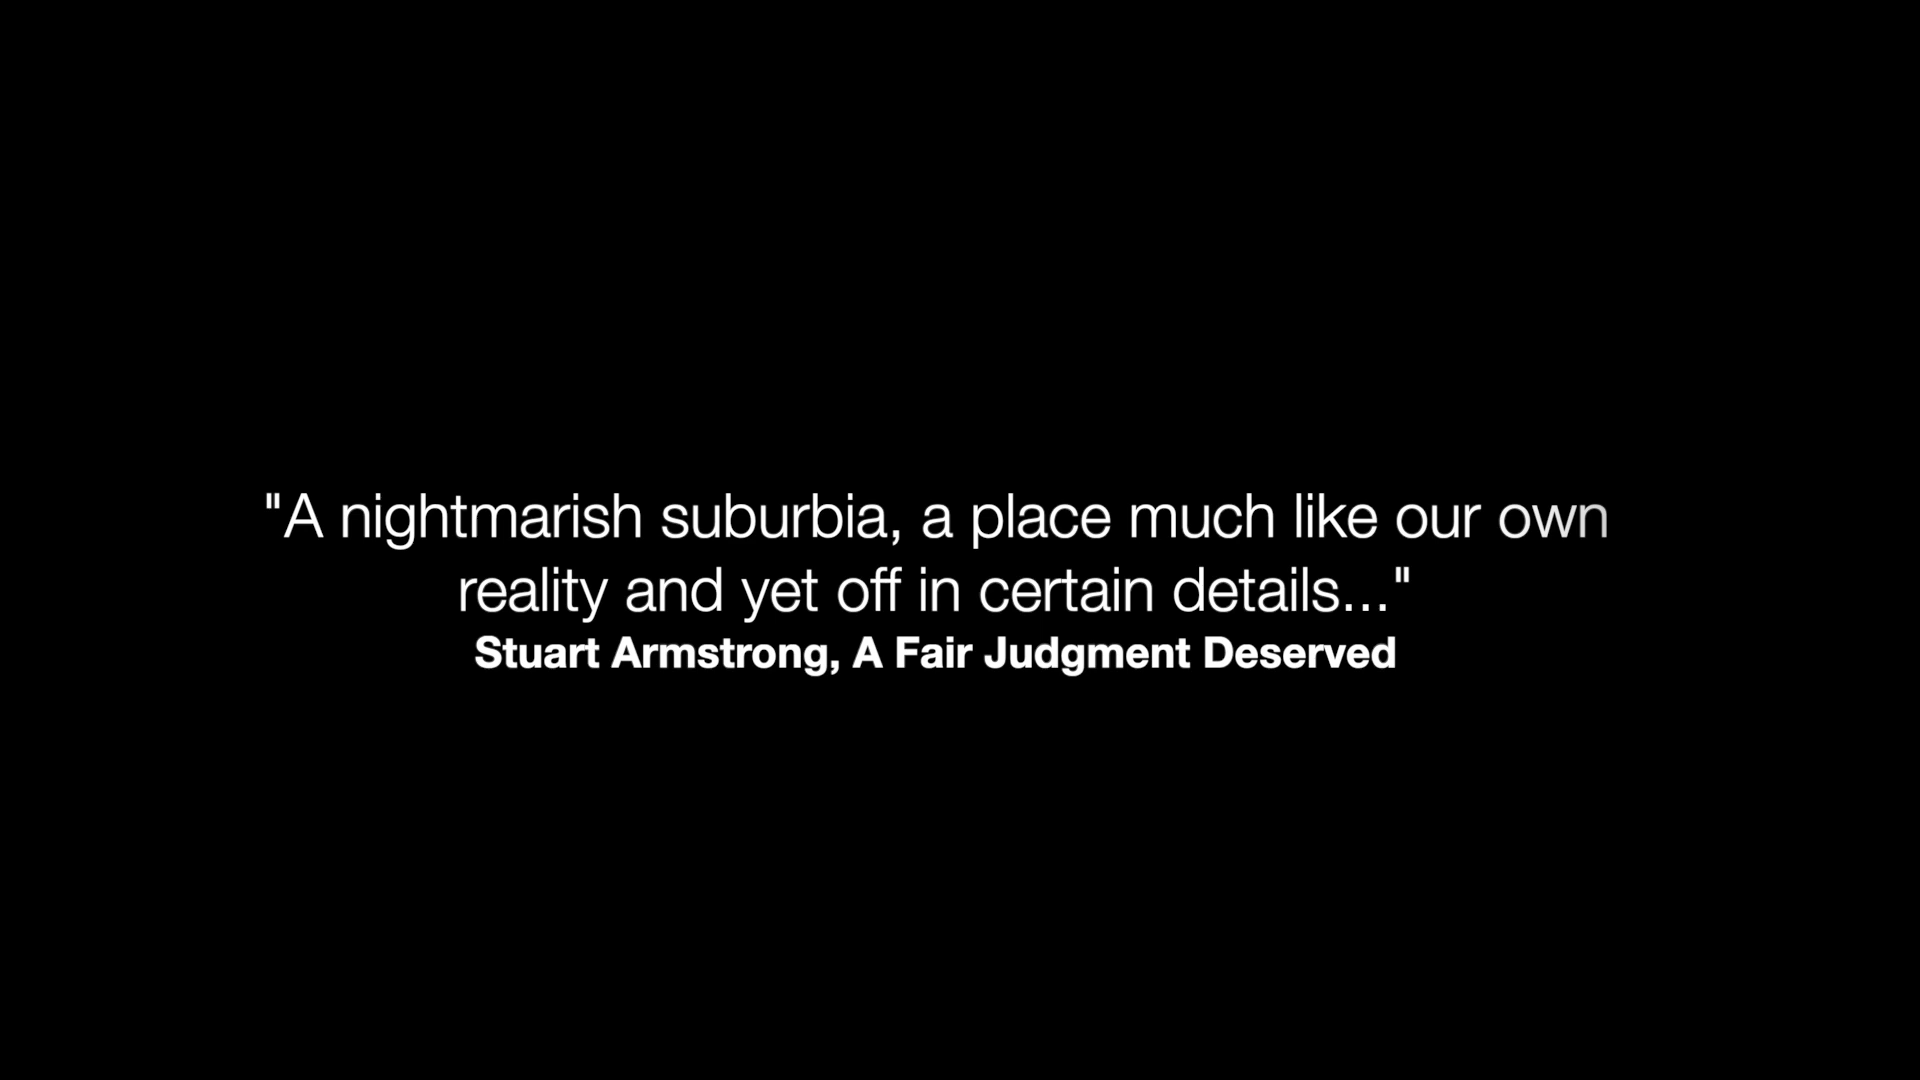 "A nightmarish suburbia, a place much like our own
reality and yet off in certain details..."
Stuart Armstrong, A Fair Judgment Deserved